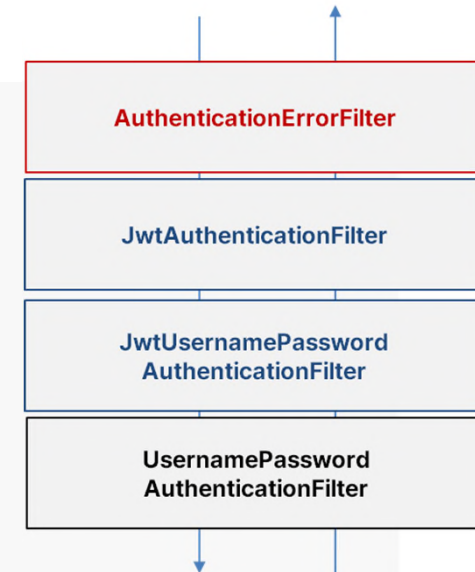 AuthenticationErrorFilter
JwtAuthenticationFilter
JwtUsernamePassword
AuthenticationFilter
UsernamePassword
AuthenticationFilter